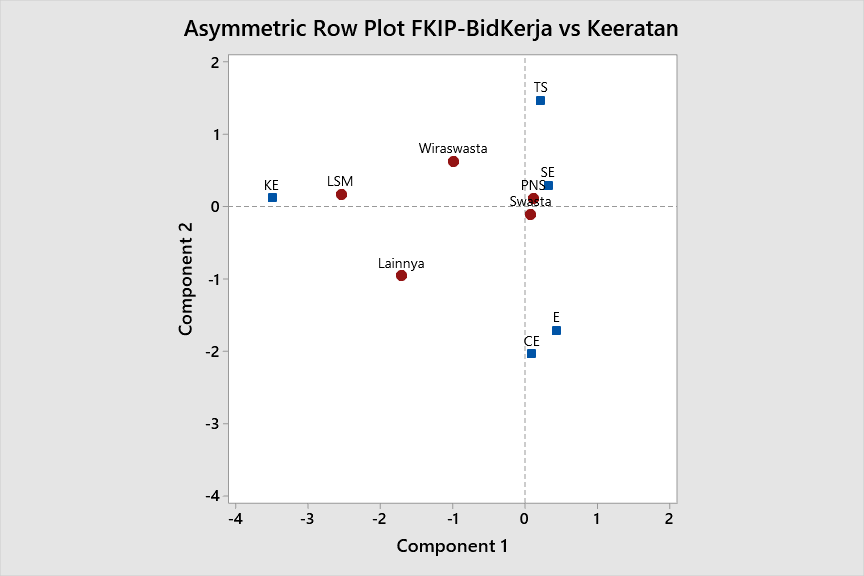 Asymmetric Row Plot FKIP-BidKerja vs Keeratan
2
TS
1
Wiraswasta
SE
KE
LSM
PNS
Swasta
0
Lainnya
-1
E
CE
-2
-3
-4
Component 2
-4 -3 -2 -1 0 1 2
Component 1